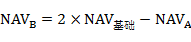 NAV_B = 2 × NAV_基础 − NAV_A